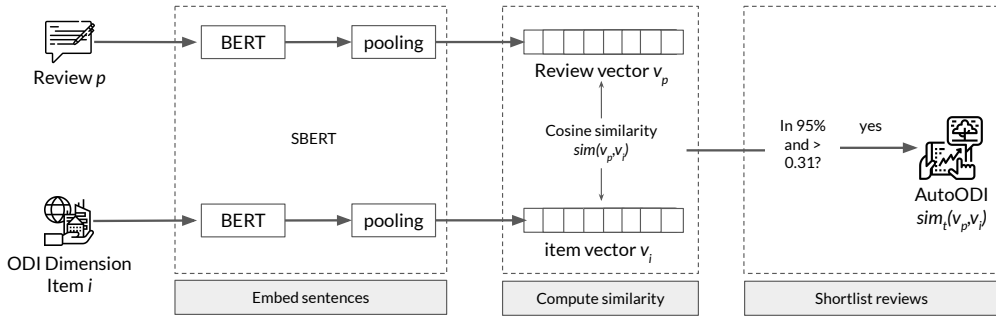 Review p
BERT
pooling
Review vector v_p
SBERT
Cosine similarity
sim(v_p,v_i)
In 95%
and >
0.31?
yes
AutoODI
sim_t(v_p,v_i)
ODI Dimension
Item i
BERT
pooling
item vector v_i
Embed sentences
Compute similarity
Shortlist reviews